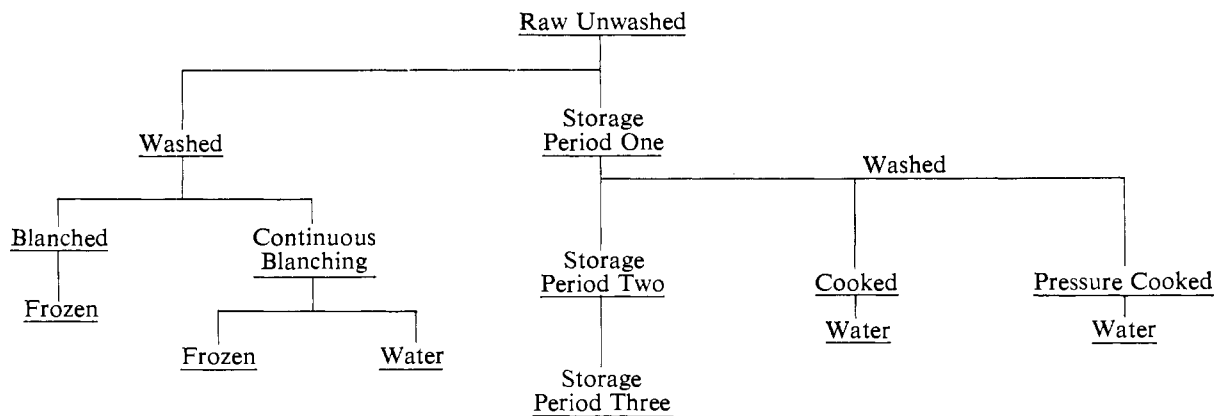 Raw Unwashed
Washed
Storage
Period One
Washed
Blanched
Continuous
Blanching
Storage
Period Two
Cooked
Pressure Cooked
Frozen
Water
Water
Frozen
Water
Storage
Period Three